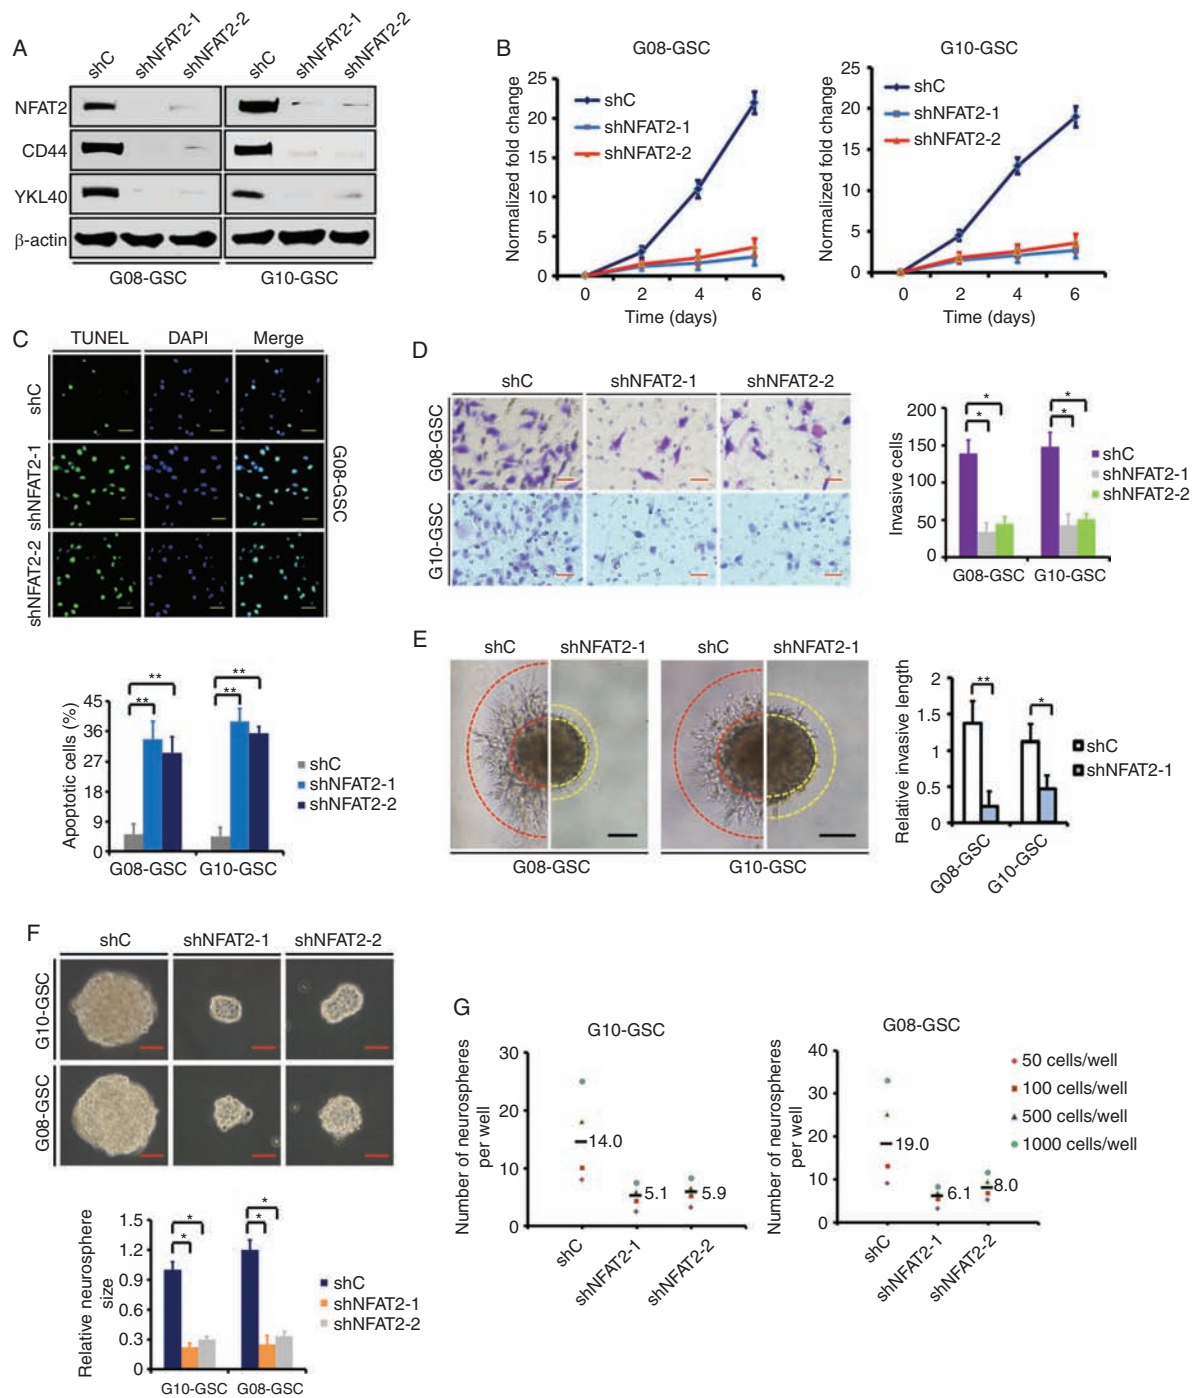 A
shC
shNFAT2-1
shNFAT2-2
shC
shNFAT2-1
shNFAT2-2
NFAT2
CD44
YKL40
β-actin
G08-GSC
G10-GSC
B
G08-GSC
Normalized fold change
25
20
15
10
5
0
shC
shNFAT2-1
shNFAT2-2
0 2 4 6
Time (days)
G10-GSC
Normalized fold change
25
20
15
10
5
0
shC
shNFAT2-1
shNFAT2-2
0 2 4 6
Time (days)
C
TUNEL DAPI Merge
shC
shNFAT2-1
shNFAT2-2
G08-GSC
Apoptotic cells (%)
45
36
27
18
9
0
** ** ** **
G08-GSC G10-GSC
shC
shNFAT2-1
shNFAT2-2
D
shC shNFAT2-1 shNFAT2-2
G08-GSC
G10-GSC
Invasive cells
200
150
100
50
0
* * * *
G08-GSC G10-GSC
shC
shNFAT2-1
shNFAT2-2
E
shC shNFAT2-1 shC shNFAT2-1
G08-GSC G10-GSC
Relative invasive length
2
1.5
1
0.5
0
** *
G08-GSC
G10-GSC
shC
shNFAT2-1
F
shC shNFAT2-1 shNFAT2-2
G10-GSC
G08-GSC
Relative neurosphere
size
1.5
1.2
0.9
0.6
0.3
0
* * * *
G10-GSC G08-GSC
shC
shNFAT2-1
shNFAT2-2
G
G10-GSC
Number of neurospheres
per well
30
20
10
0
14.0
5.1
5.9
shC
shNFAT2-1
shNFAT2-2
G08-GSC
Number of neurospheres
per well
40
30
20
10
0
19.0
6.1
8.0
shC
shNFAT2-1
shNFAT2-2
50 cells/well
100 cells/well
500 cells/well
1000 cells/well